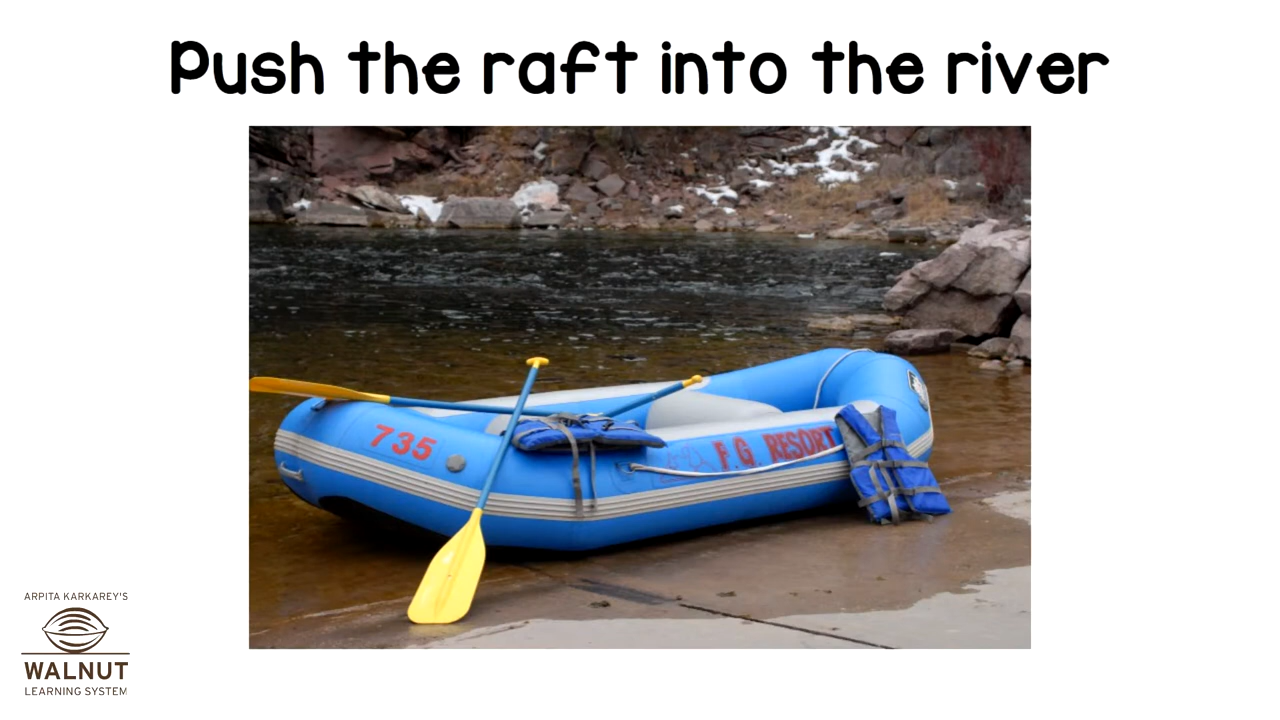 Push the raft into the river
735
F.G. RESORT
ARPITA KARKAREY'S
WALNUT
LEARNING SYSTEM